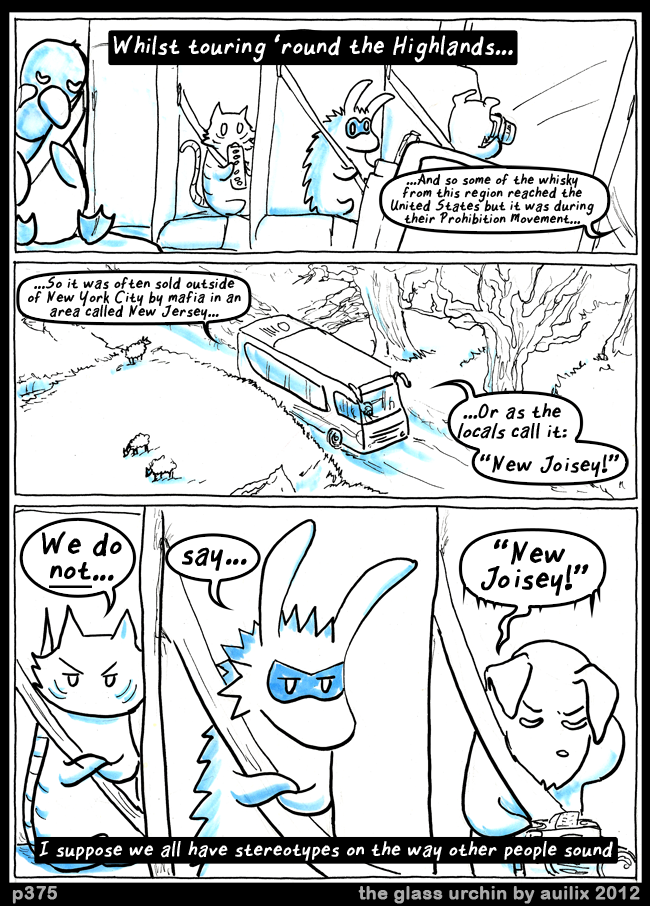 Whilst touring 'round the Highlands...
...And so some of the whisky
from this region reached the
United States but it was during
their Prohibition Movement...
...So it was often sold outside
of New York City by mafia in an
area called New Jersey...
...Or as the
locals call it:
"New Joisey!"
We do
not...
say...
"New
Joisey!"
I suppose we all have stereotypes on the way other people sound
p375
the glass urchin by auilix 2012